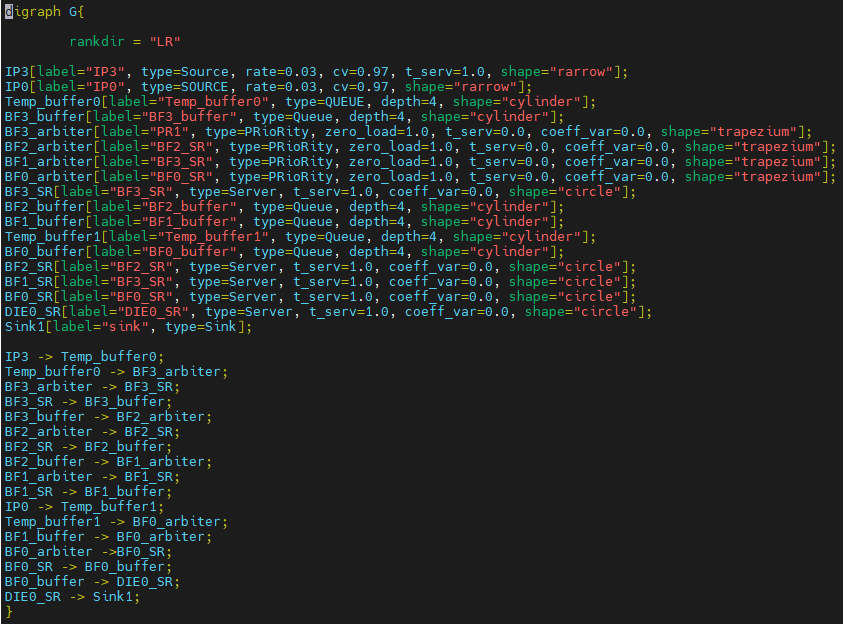 digraph G{
rankdir = "LR"
IP3[label="IP3", type=Source, rate=0.03, cv=0.97, t_serv=1.0, shape="rarrow"];
IP0[label="IP0", type=SOURCE, rate=0.03, cv=0.97, shape="rarrow"];
Temp_buffer0[label="Temp_buffer0", type=QUEUE, depth=4, shape="cylinder"];
BF3_buffer[label="BF3_buffer", type=Queue, depth=4, shape="cylinder"];
BF3_arbiter[label="PR1", type=PRioRity, zero_load=1.0, t_serv=0.0, coeff_var=0.0, shape="trapezium"];
BF2_arbiter[label="BF2_SR", type=PRioRity, zero_load=1.0, t_serv=0.0, coeff_var=0.0, shape="trapezium"];
BF1_arbiter[label="BF3_SR", type=PRioRity, zero_load=1.0, t_serv=0.0, coeff_var=0.0, shape="trapezium"];
BF0_arbiter[label="BF0_SR", type=PRioRity, zero_load=1.0, t_serv=0.0, coeff_var=0.0, shape="trapezium"];
BF3_SR[label="BF3_SR", type=Server, t_serv=1.0, coeff_var=0.0, shape="circle"];
BF2_buffer[label="BF2_buffer", type=Queue, depth=4, shape="cylinder"];
BF1_buffer[label="BF1_buffer", type=Queue, depth=4, shape="cylinder"];
Temp_buffer1[label="Temp_buffer1", type=Queue, depth=4, shape="cylinder"];
BF0_buffer[label="BF0_buffer", type=Queue, depth=4, shape="cylinder"];
BF2_SR[label="BF2_SR", type=Server, t_serv=1.0, coeff_var=0.0, shape="circle"];
BF1_SR[label="BF3_SR", type=Server, t_serv=1.0, coeff_var=0.0, shape="circle"];
BF0_SR[label="BF0_SR", type=Server, t_serv=1.0, coeff_var=0.0, shape="circle"];
DIE0_SR[label="DIE0_SR", type=Server, t_serv=1.0, coeff_var=0.0, shape="circle"];
Sink1[label="sink", type=Sink];
IP3 -> Temp_buffer0;
Temp_buffer0 -> BF3_arbiter;
BF3_arbiter -> BF3_SR;
BF3_SR -> BF3_buffer;
BF3_buffer -> BF2_arbiter;
BF2_arbiter -> BF2_SR;
BF2_SR -> BF2_buffer;
BF2_buffer -> BF1_arbiter;
BF1_arbiter -> BF1_SR;
BF1_SR -> BF1_buffer;
IP0 -> Temp_buffer1;
Temp_buffer1 -> BF0_arbiter;
BF1_buffer -> BF0_arbiter;
BF0_arbiter ->BF0_SR;
BF0_SR -> BF0_buffer;
BF0_buffer -> DIE0_SR;
DIE0_SR -> Sink1;
}